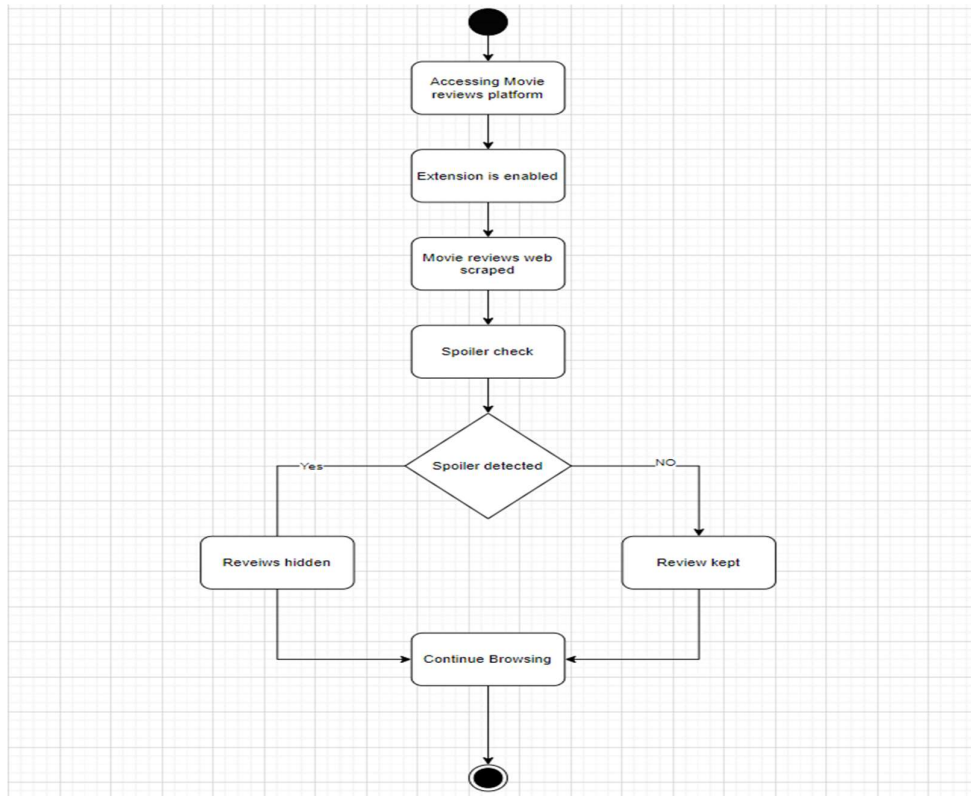 Accessing Movie
reviews platform
Extension is enabled
Movie reviews web
scraped
Spoiler check
Spoiler detected
Yes
NO
Reveiws hidden
Review kept
Continue Browsing